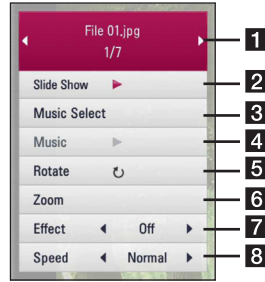 File 01.jpg 1
1/7
Slide Show 2
Music Select 3
Music 4
Rotate 5
Zoom 6
Effect Off 7
Speed Normal 8